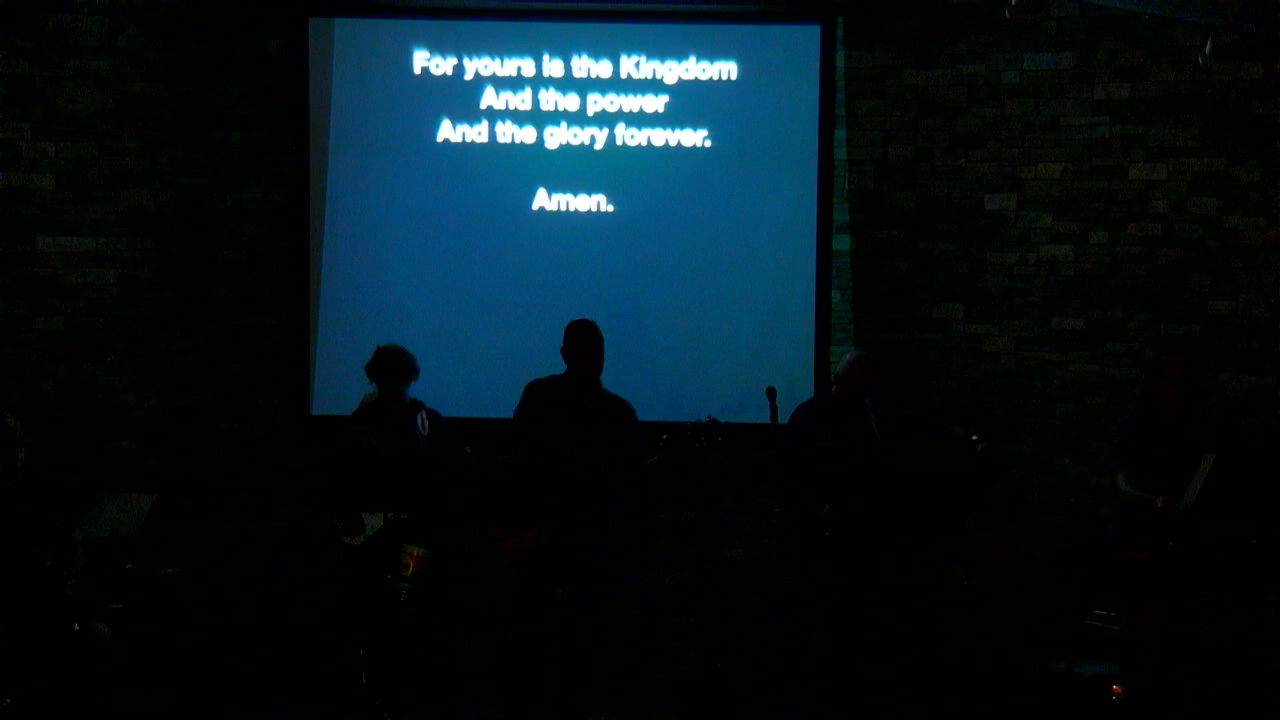 For yours is the Kingdom
And the power
And the glory forever.
Amen.